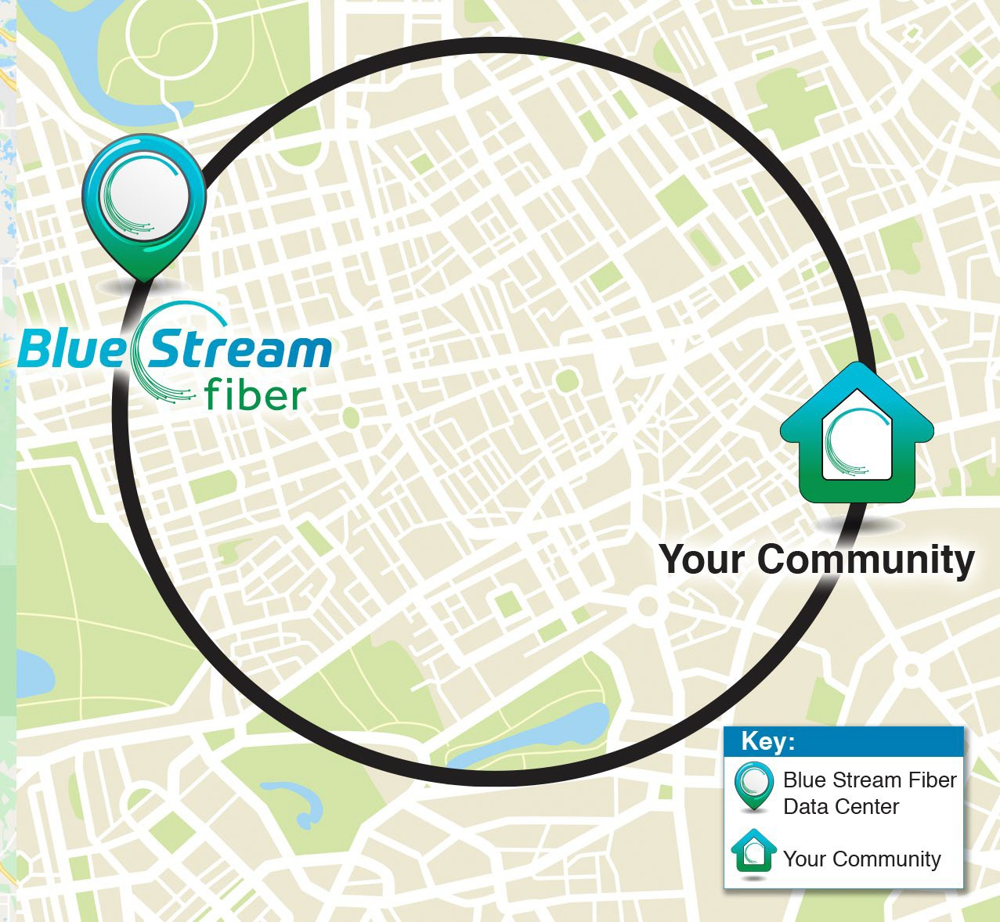 Blue Stream
fiber
Your Community
Key:
Blue Stream Fiber
Data Center
Your Community